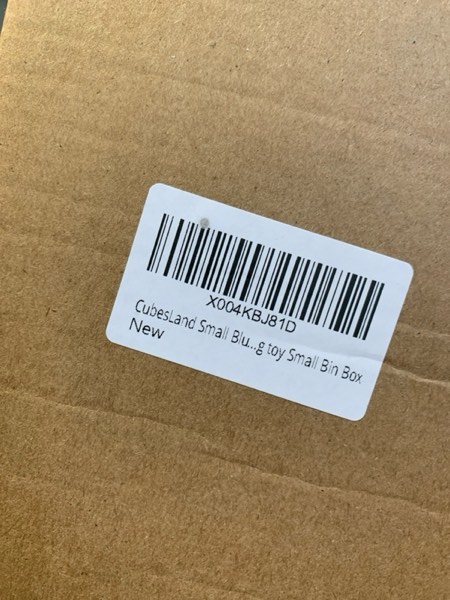 X004KBJ81D
CubesLand Small Blu...g toy Small Bin Box
New